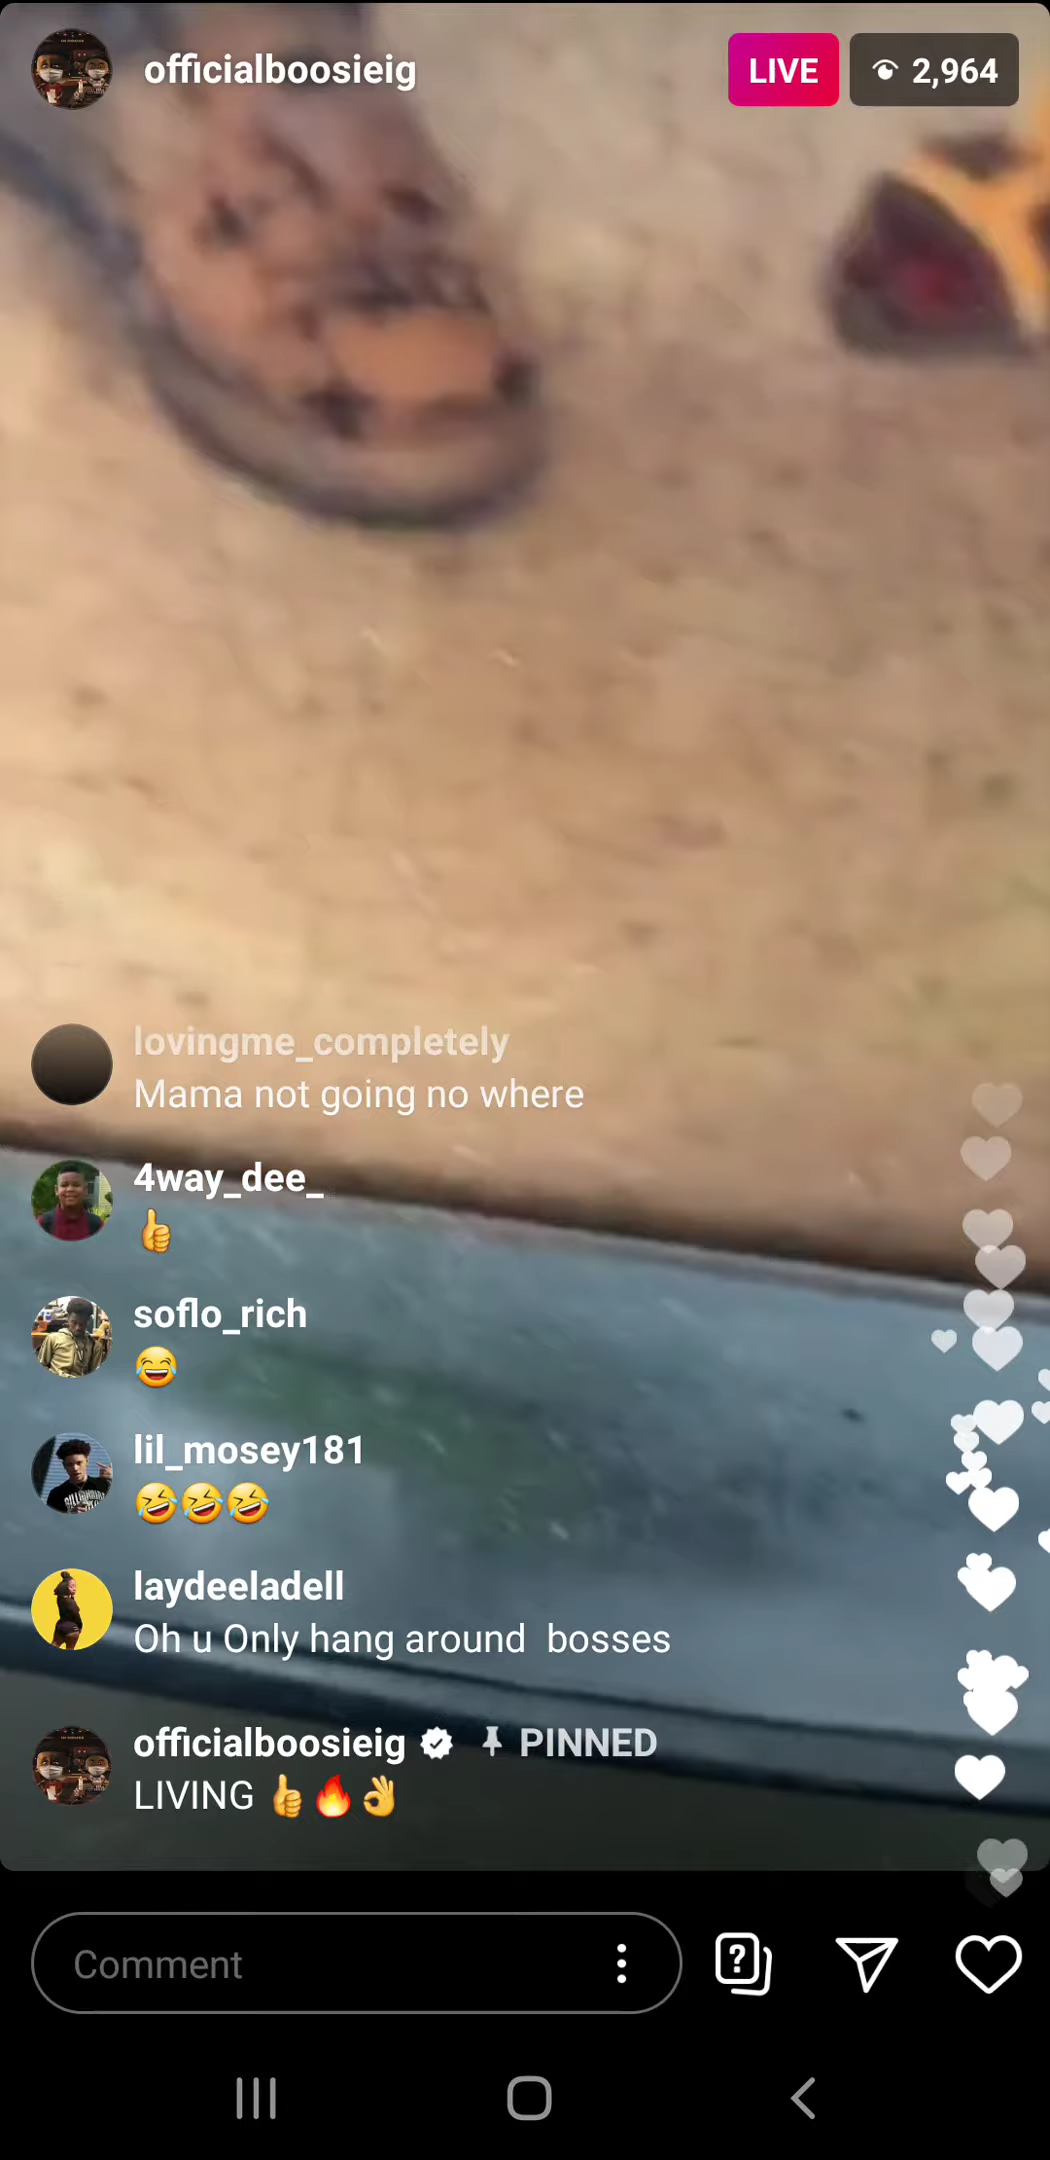 officialboosieig
LIVE
2,964
lovingme_completely
Mama not going no where
4way_dee_
👍
soflo_rich
😂
lil_mosey181
🤣🤣🤣
laydeeladell
Oh u Only hang around  bosses
officialboosieig PINNED
LIVING 👍🔥👌
Comment